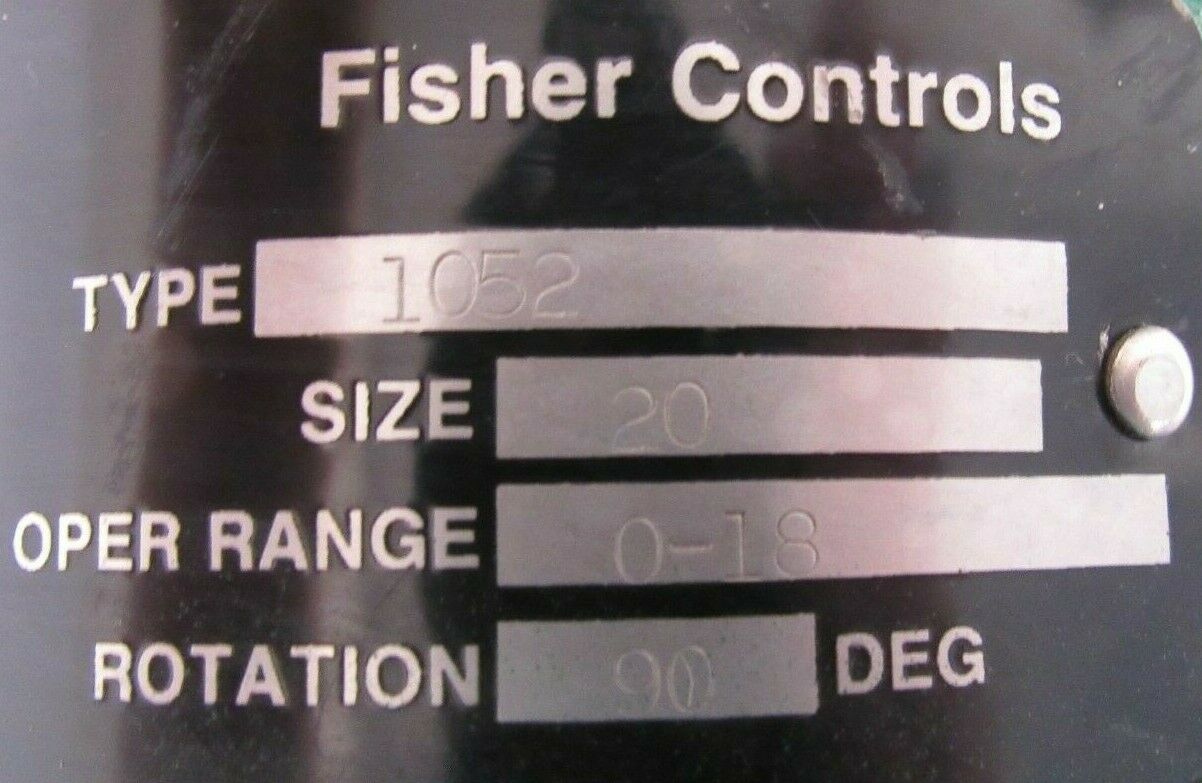 Fisher Controls
TYPE 1052
SIZE 20
OPER RANGE 0-18
ROTATION 90 DEG